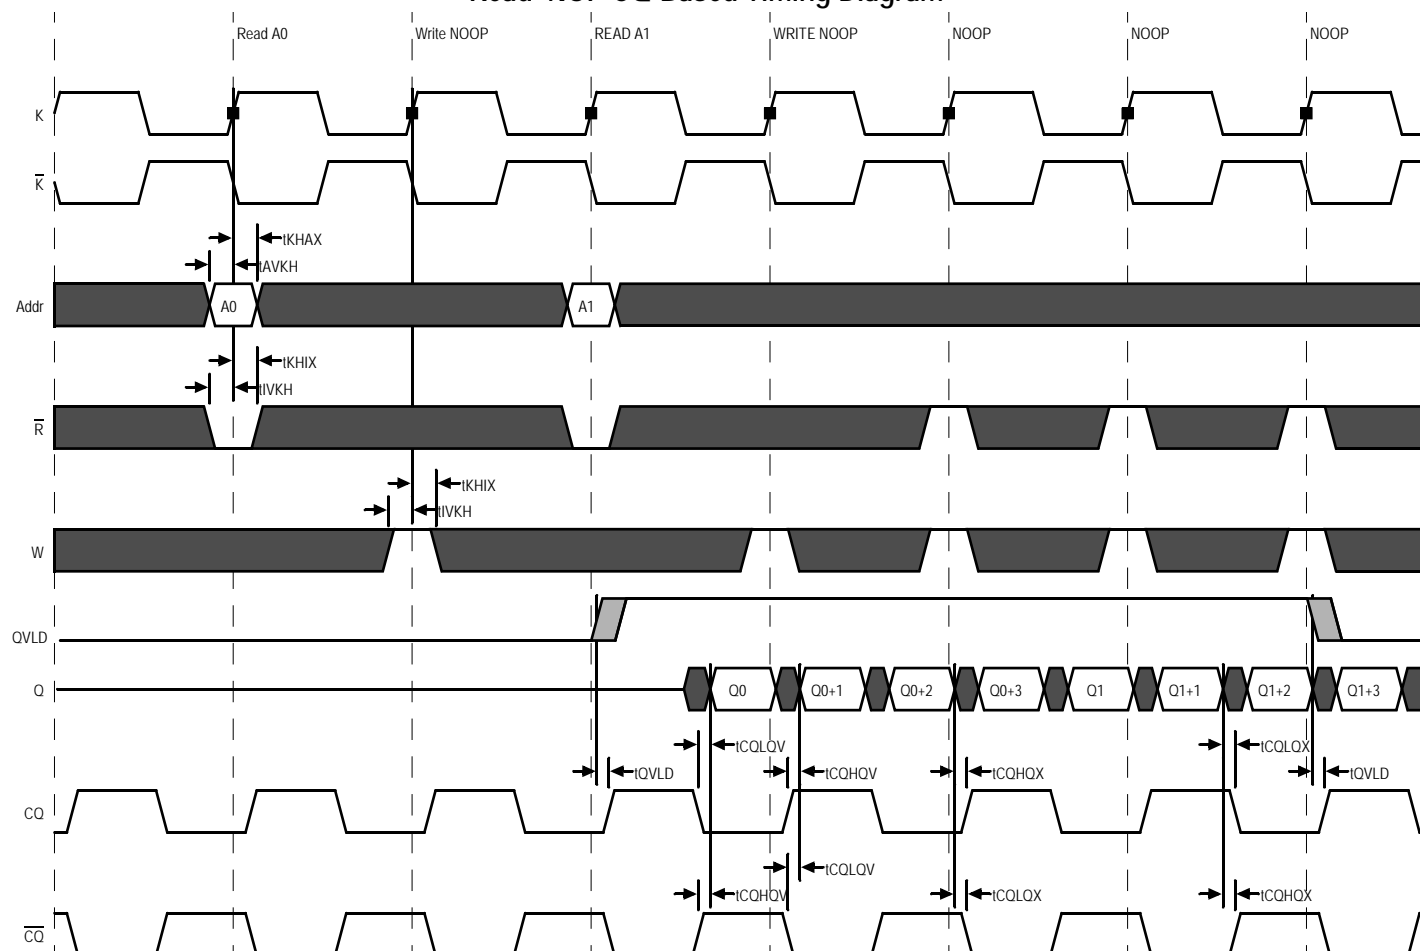 Read A0 Write NOOP READ A1 WRITE NOOP NOOP NOOP NOOP
K
K
tKHAX
tAVKH
Addr A0 A1
tKHIX
tIVKH
R
tKHIX
tIVKH
W
QVLD
Q Q0 Q0+1 Q0+2 Q0+3 Q1 Q1+1 Q1+2 Q1+3
tCQLQV tCQLQX
tQVLD tCQHQV tCQHQX tQVLD
CQ
tCQLQV
tCQHQV tCQLQX tCQHQX
CQ